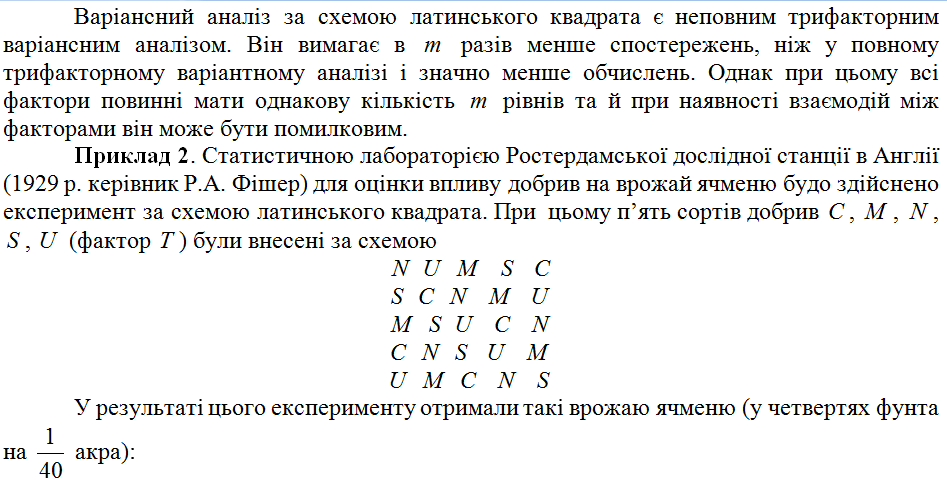 Варіансний аналіз за схемою латинського квадрата є неповним трифакторним
варіансним аналізом. Він вимагає в m разів менше спостережень, ніж у повному
трифакторному варіантному аналізі і значно менше обчислень. Однак при цьому всі
фактори повинні мати однакову кількість m рівнів та й при наявності взаємодій між
факторами він може бути помилковим.
Приклад 2. Статистичною лабораторією Ростердамської дослідної станції в Англії
(1929 р. керівник Р.А. Фішер) для оцінки впливу добрив на врожай ячменю будо здійснено
експеримент за схемою латинського квадрата. При цьому п’ять сортів добрив C , M , N ,
S , U (фактор T ) були внесені за схемою
N U M S C
S C N M U
M S U C N
C N S U M
U M C N S
У результаті цього експерименту отримали такі врожаю ячменю (у четвертях фунта
на 1/40 акра):